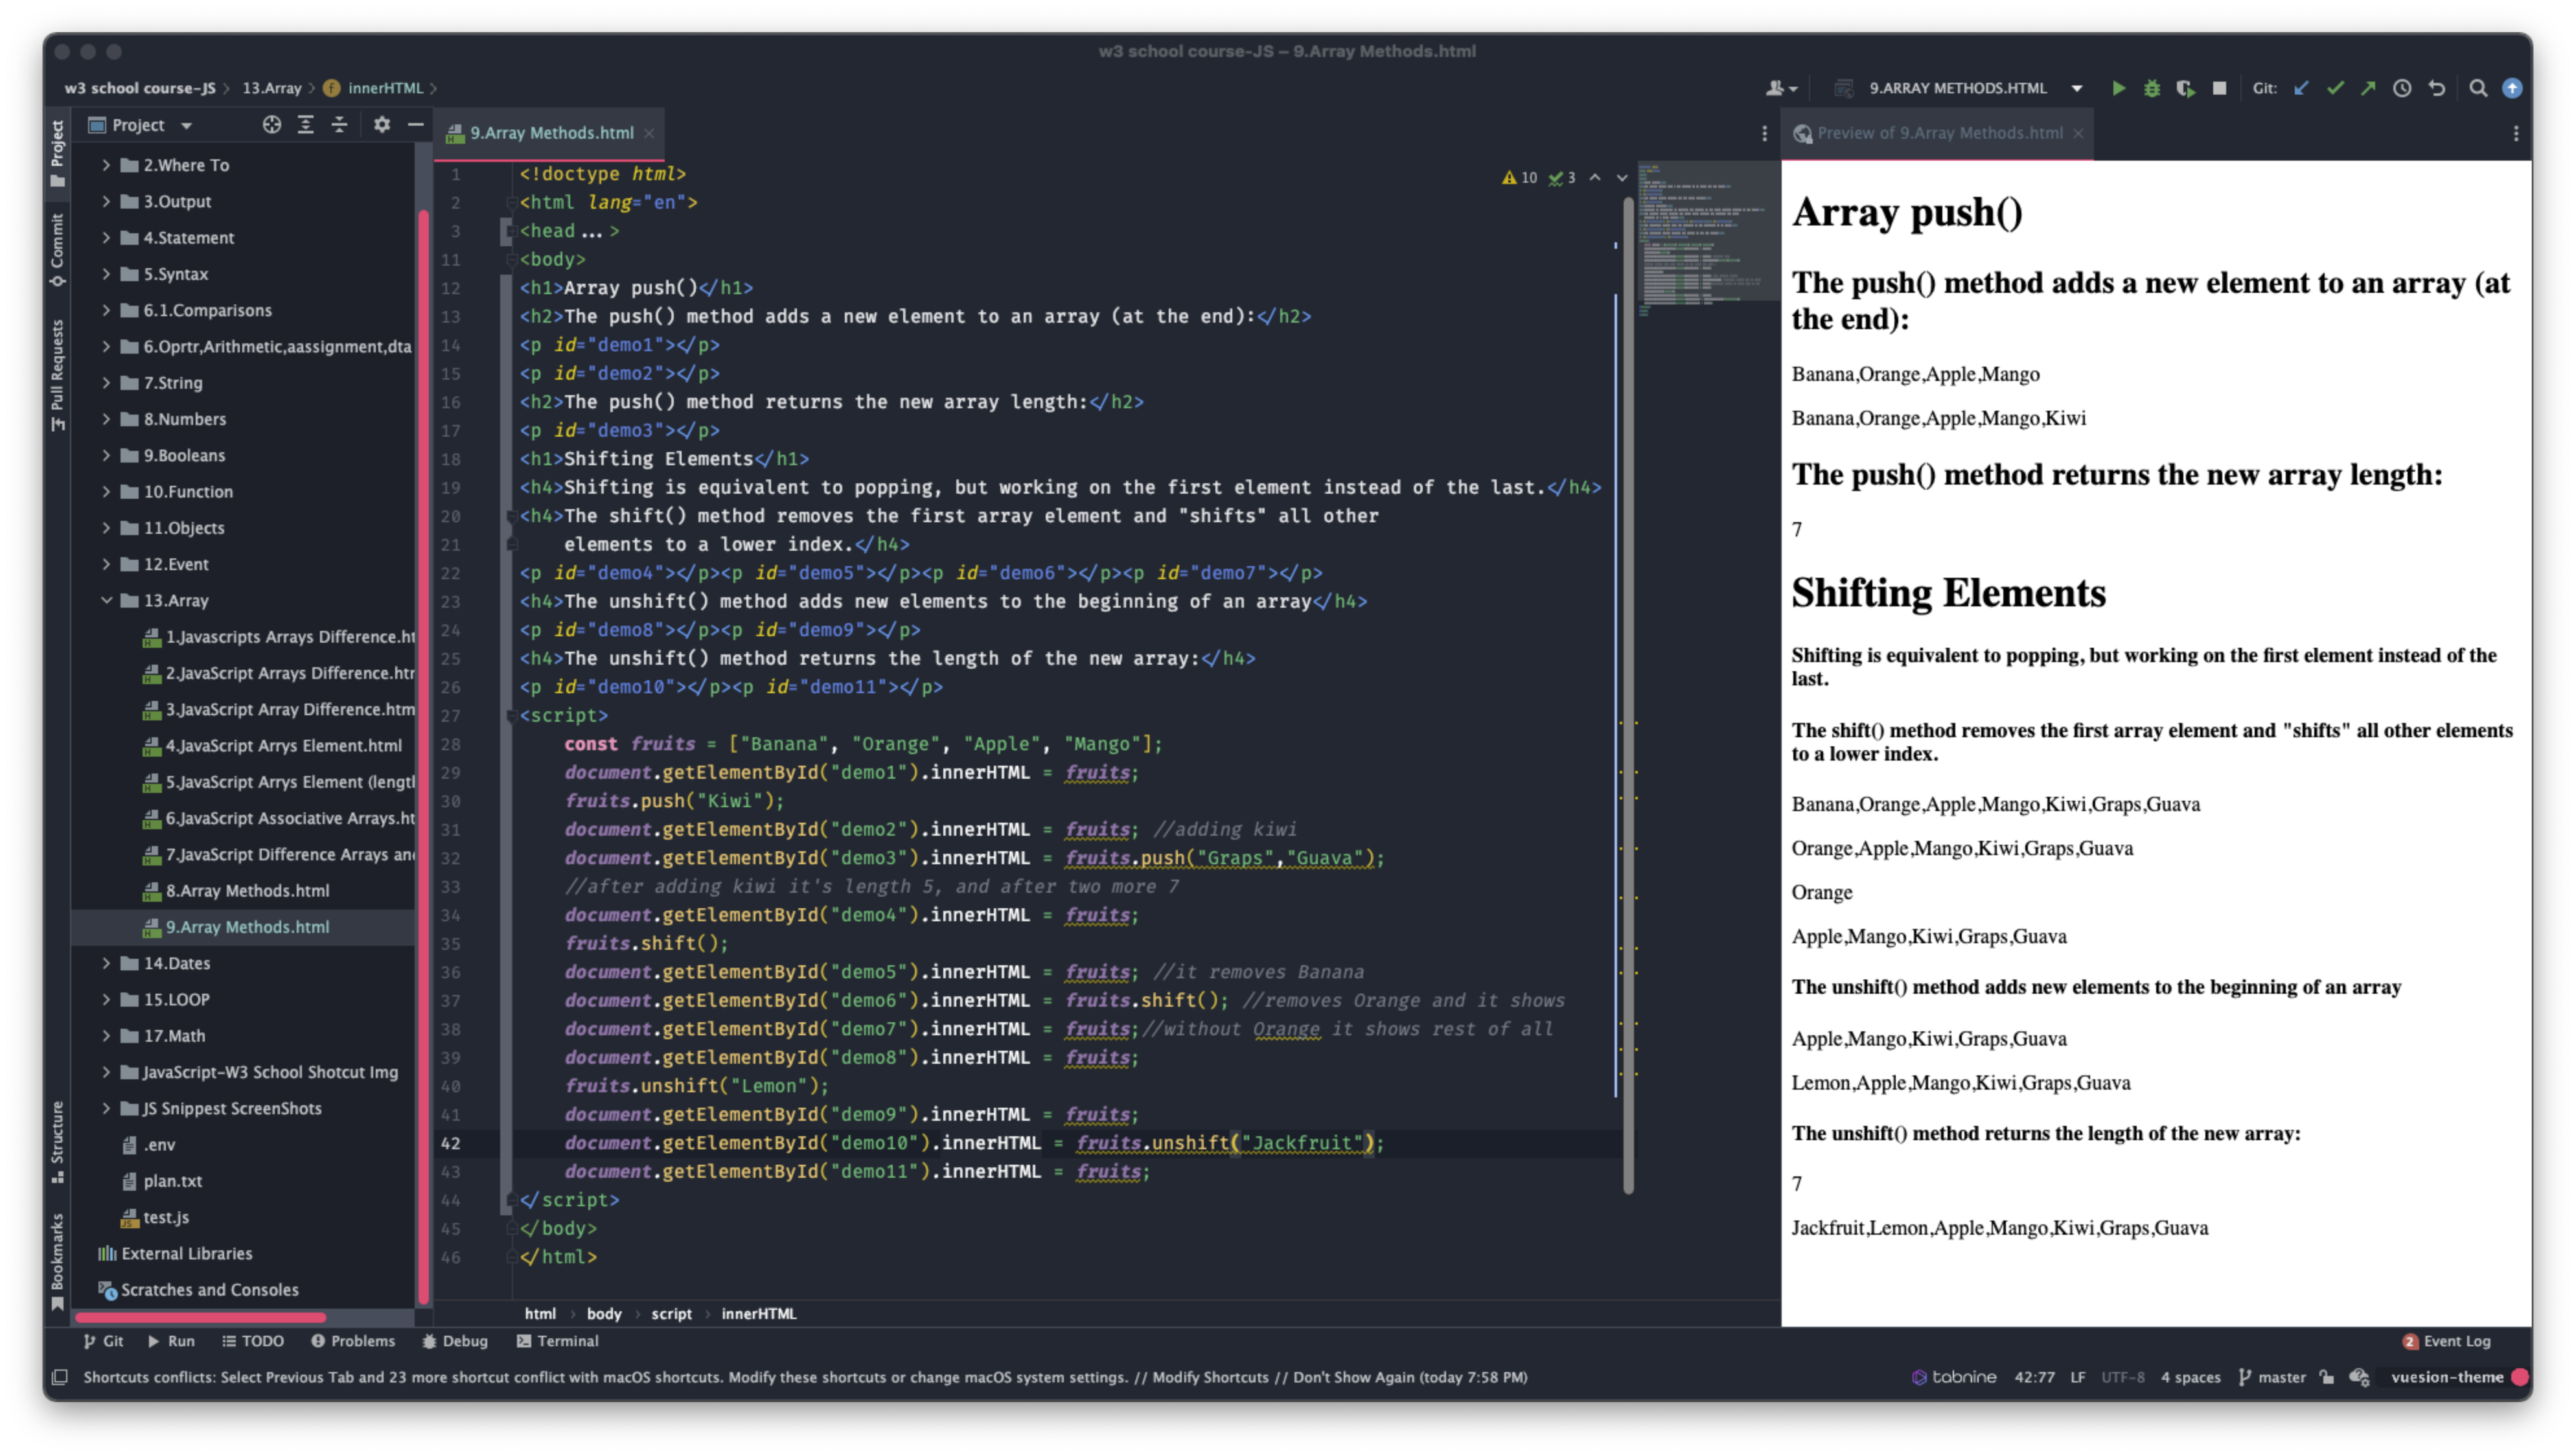 w3 school course-JS – 9.Array Methods.html
w3 school course-JS
13.Array
innerHTML
9.ARRAY METHODS.HTML
Git:
Project
9.Array Methods.html
Preview of 9.Array Methods.html
Project
Commit
Pull Requests
Structure
Bookmarks
2.Where To
3.Output
4.Statement
5.Syntax
6.1.Comparisons
6.Oprtr,Arithmetic,aassignment,dta
7.String
8.Numbers
9.Booleans
10.Function
11.Objects
12.Event
13.Array
1.Javascripts Arrays Difference.ht
2.JavaScript Arrays Difference.htr
3.JavaScript Array Difference.htm
4.JavaScript Arrys Element.html
5.JavaScript Arrys Element (lengtl
6.JavaScript Associative Arrays.ht
7.JavaScript Difference Arrays an
8.Array Methods.html
9.Array Methods.html
14.Dates
15.LOOP
17.Math
JavaScript-W3 School Shotcut Img
JS Snippest ScreenShots
.env
plan.txt
test.js
External Libraries
Scratches and Consoles
10 3
1 <!doctype html>
2 <html lang="en">
3 <head ... >
11 <body>
12 <h1>Array push()</h1>
13 <h2>The push() method adds a new element to an array (at the end):</h2>
14 <p id="demo1"></p>
15 <p id="demo2"></p>
16 <h2>The push() method returns the new array length:</h2>
17 <p id="demo3"></p>
18 <h1>Shifting Elements</h1>
19 <h4>Shifting is equivalent to popping, but working on the first element instead of the last.</h4>
20 <h4>The shift() method removes the first array element and "shifts" all other
21 elements to a lower index.</h4>
22 <p id="demo4"></p><p id="demo5"></p><p id="demo6"></p><p id="demo7"></p>
23 <h4>The unshift() method adds new elements to the beginning of an array</h4>
24 <p id="demo8"></p><p id="demo9"></p>
25 <h4>The unshift() method returns the length of the new array:</h4>
26 <p id="demo10"></p><p id="demo11"></p>
27 <script>
28 const fruits = ["Banana", "Orange", "Apple", "Mango"];
29 document.getElementById("demo1").innerHTML = fruits;
30 fruits.push("Kiwi");
31 document.getElementById("demo2").innerHTML = fruits; //adding kiwi
32 document.getElementById("demo3").innerHTML = fruits.push("Graps","Guava");
33 //after adding kiwi it's length 5, and after two more 7
34 document.getElementById("demo4").innerHTML = fruits;
35 fruits.shift();
36 document.getElementById("demo5").innerHTML = fruits; //it removes Banana
37 document.getElementById("demo6").innerHTML = fruits.shift(); //removes Orange and it shows
38 document.getElementById("demo7").innerHTML = fruits;//without Orange it shows rest of all
39 document.getElementById("demo8").innerHTML = fruits;
40 fruits.unshift("Lemon");
41 document.getElementById("demo9").innerHTML = fruits;
42 document.getElementById("demo10").innerHTML = fruits.unshift("Jackfruit");
43 document.getElementById("demo11").innerHTML = fruits;
44 </script>
45 </body>
46 </html>
html body script innerHTML
Array push()
The push() method adds a new element to an array (at
the end):
Banana,Orange,Apple,Mango
Banana,Orange,Apple,Mango,Kiwi
The push() method returns the new array length:
7
Shifting Elements
Shifting is equivalent to popping, but working on the first element instead of the
last.
The shift() method removes the first array element and "shifts" all other elements
to a lower index.
Banana,Orange,Apple,Mango,Kiwi,Graps,Guava
Orange,Apple,Mango,Kiwi,Graps,Guava
Orange
Apple,Mango,Kiwi,Graps,Guava
The unshift() method adds new elements to the beginning of an array
Apple,Mango,Kiwi,Graps,Guava
Lemon,Apple,Mango,Kiwi,Graps,Guava
The unshift() method returns the length of the new array:
7
Jackfruit,Lemon,Apple,Mango,Kiwi,Graps,Guava
Git Run TODO Problems Debug Terminal
2 Event Log
Shortcuts conflicts: Select Previous Tab and 23 more shortcut conflict with macOS shortcuts. Modify these shortcuts or change macOS system settings. // Modify Shortcuts // Don't Show Again (today 7:58 PM)
tabnine 42:77 LF UTF-8 4 spaces master vuesion-theme